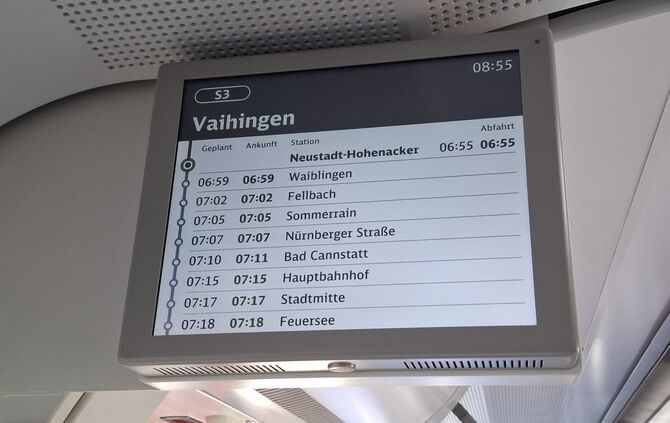 08:55
S3
Vaihingen
Geplant Ankunft Station Abfahrt
Neustadt-Hohenacker 06:55 06:55
06:59 06:59 Waiblingen
07:02 07:02 Fellbach
07:05 07:05 Sommerrain
07:07 07:07 Nürnberger Straße
07:10 07:11 Bad Cannstatt
07:15 07:15 Hauptbahnhof
07:17 07:17 Stadtmitte
07:18 07:18 Feuersee